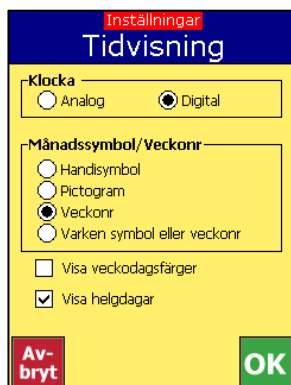 Inställningar
Tidvisning
Klocka
Analog Digital
Månadssymbol/Veckonr
Handisymbol
Pictogram
Veckonr
Varken symbol eller veckonr
Visa veckodagsfärger
Visa helgdagar
Av-
bryt
OK